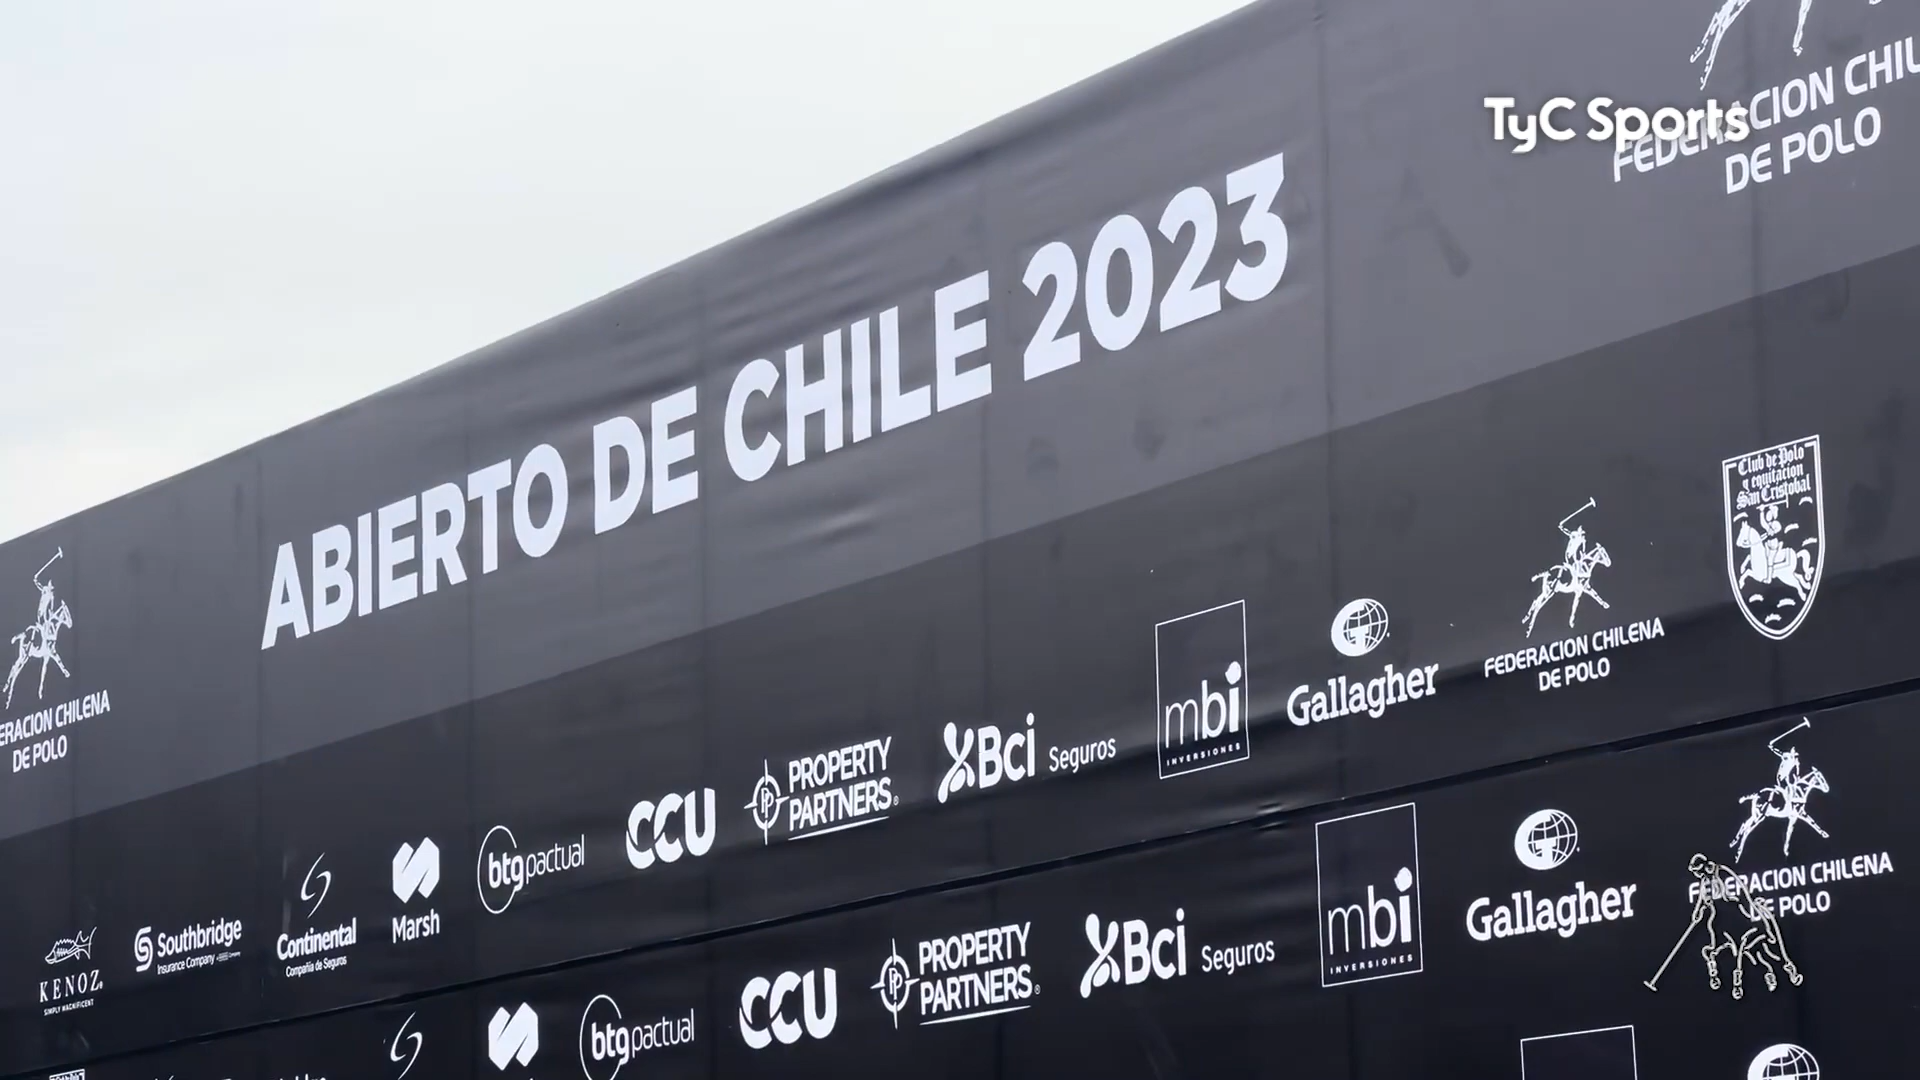 TyC Sports
FEDERACION CHIL
DE POLO
ABIERTO DE CHILE 2023
ERACION CHILENA
DE POLO
KENOZ
SIMPLY MAGNIFICENT
Southbridge
Insurance Company
Continental
Compañía de Seguros
Marsh
btgpactual
CCU
PROPERTY
PARTNERS
Bci Seguros
mbi
INVERSIONES
Gallagher
FEDERACION CHILENA
DE POLO
Club de Polo
y equitación
San Cristobal
btgpactual
CCU
PROPERTY
PARTNERS
Bci Seguros
mbi
INVERSIONES
Gallagher
FEDERACION CHILENA
DE POLO